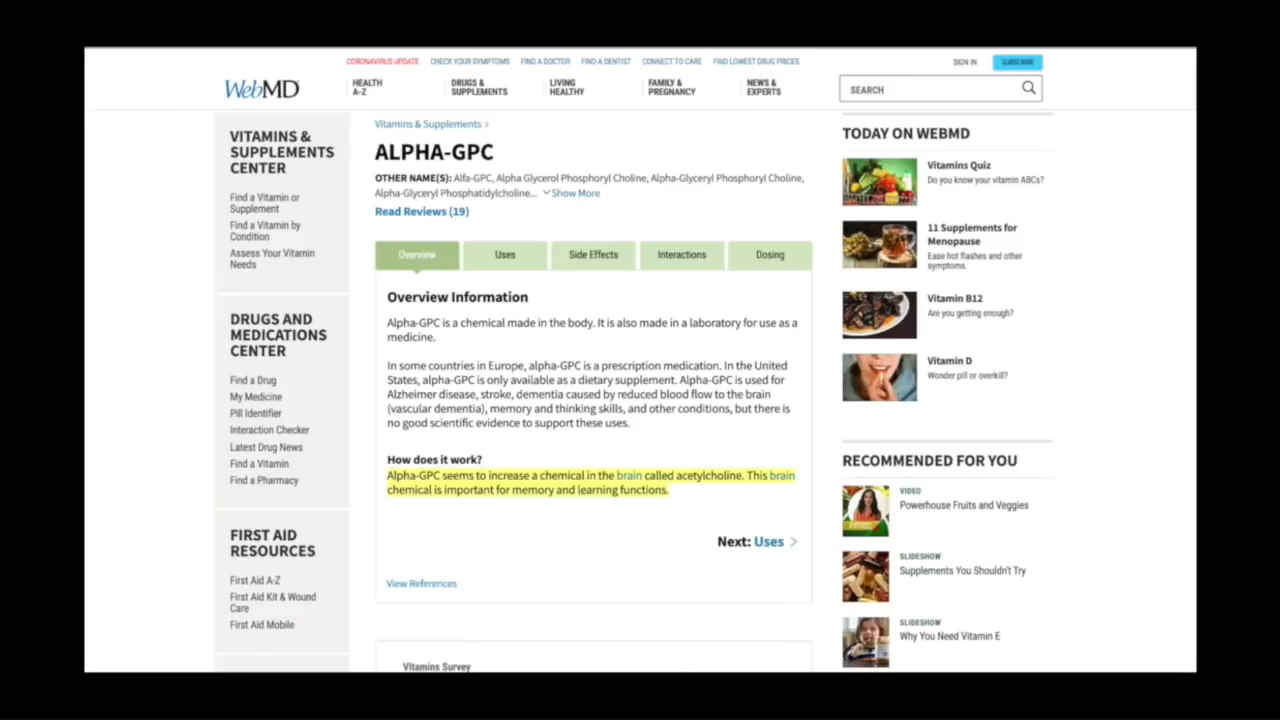 CORONAVIRUS UPDATE CHECK YOUR SYMPTOMS FIND A DOCTOR FIND A DENTIST CONNECT TO CARE FIND LOWEST DRUG PRICES
SIGN IN SUBSCRIBE
WebMD
HEALTH
A-Z
DRUGS &
SUPPLEMENTS
LIVING
HEALTHY
FAMILY &
PREGNANCY
NEWS &
EXPERTS
SEARCH
VITAMINS &
SUPPLEMENTS
CENTER
Find a Vitamin or
Supplement
Find a Vitamin by
Condition
Assess Your Vitamin
Needs
DRUGS AND
MEDICATIONS
CENTER
Find a Drug
My Medicine
Pill Identifier
Interaction Checker
Latest Drug News
Find a Vitamin
Find a Pharmacy
FIRST AID
RESOURCES
First Aid A-Z
First Aid Kit & Wound
Care
First Aid Mobile
Vitamins & Supplements >
ALPHA-GPC
OTHER NAME(S): Alfa-GPC, Alpha Glycerol Phosphoryl Choline, Alpha-Glyceryl Phosphoryl Choline,
Alpha-Glyceryl Phosphatidylcholine... Show More
Read Reviews (19)
Overview Uses Side Effects Interactions Dosing
Overview Information
Alpha-GPC is a chemical made in the body. It is also made in a laboratory for use as a
medicine.
In some countries in Europe, alpha-GPC is a prescription medication. In the United
States, alpha-GPC is only available as a dietary supplement. Alpha-GPC is used for
Alzheimer disease, stroke, dementia caused by reduced blood flow to the brain
(vascular dementia), memory and thinking skills, and other conditions, but there is
no good scientific evidence to support these uses.
How does it work?
Alpha-GPC seems to increase a chemical in the brain called acetylcholine. This brain
chemical is important for memory and learning functions.
Next: Uses >
View References
Vitamins Survey
TODAY ON WEBMD
Vitamins Quiz
Do you know your vitamin ABCs?
11 Supplements for
Menopause
Ease hot flashes and other
symptoms.
Vitamin B12
Are you getting enough?
Vitamin D
Wonder pill or overkill?
RECOMMENDED FOR YOU
VIDEO
Powerhouse Fruits and Veggies
SLIDESHOW
Supplements You Shouldn't Try
SLIDESHOW
Why You Need Vitamin E